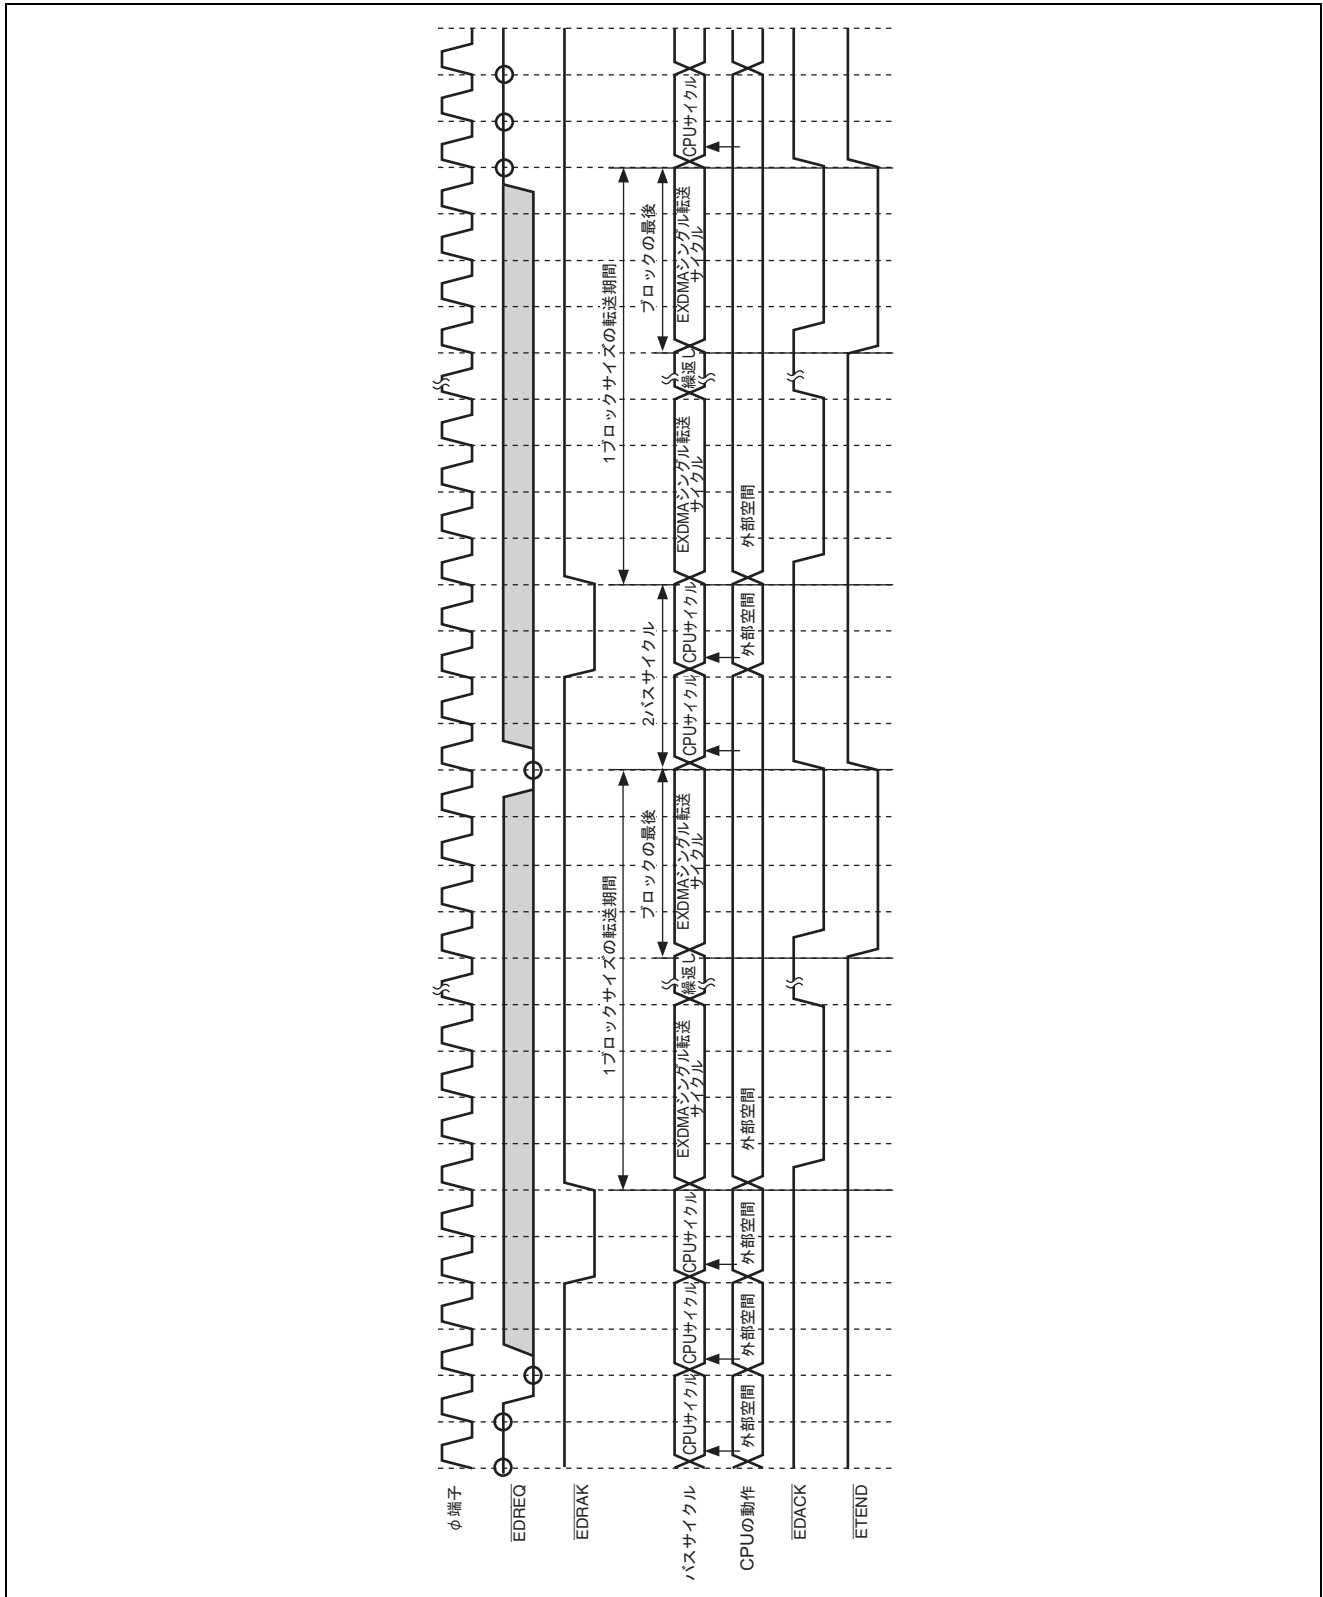 φ端子
EDREQ
EDRAK
1ブロックサイズの転送期間
1ブロックサイズの転送期間
ブロックの最後
2バスサイクル
ブロックの最後
バスサイクル
CPUサイクル
CPUサイクル
CPUサイクル
EXDMAシングル転送
サイクル
繰返し
EXDMAシングル転送
サイクル
CPUサイクル
CPUサイクル
EXDMAシングル転送
サイクル
繰返し
EXDMAシングル転送
サイクル
CPUサイクル
CPUの動作
外部空間
外部空間
外部空間
外部空間
外部空間
外部空間
EDACK
ETEND